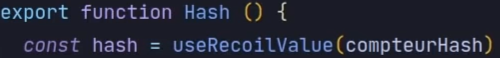 export function Hash () {
const hash = useRecoilValue(compteurHash)